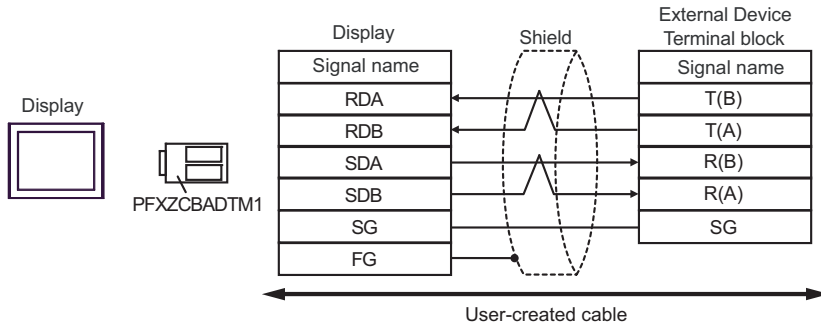 Display
PFXZCBADTM1
Display
Signal name
RDA
RDB
SDA
SDB
SG
FG
Shield
External Device
Terminal block
Signal name
T(B)
T(A)
R(B)
R(A)
SG
User-created cable